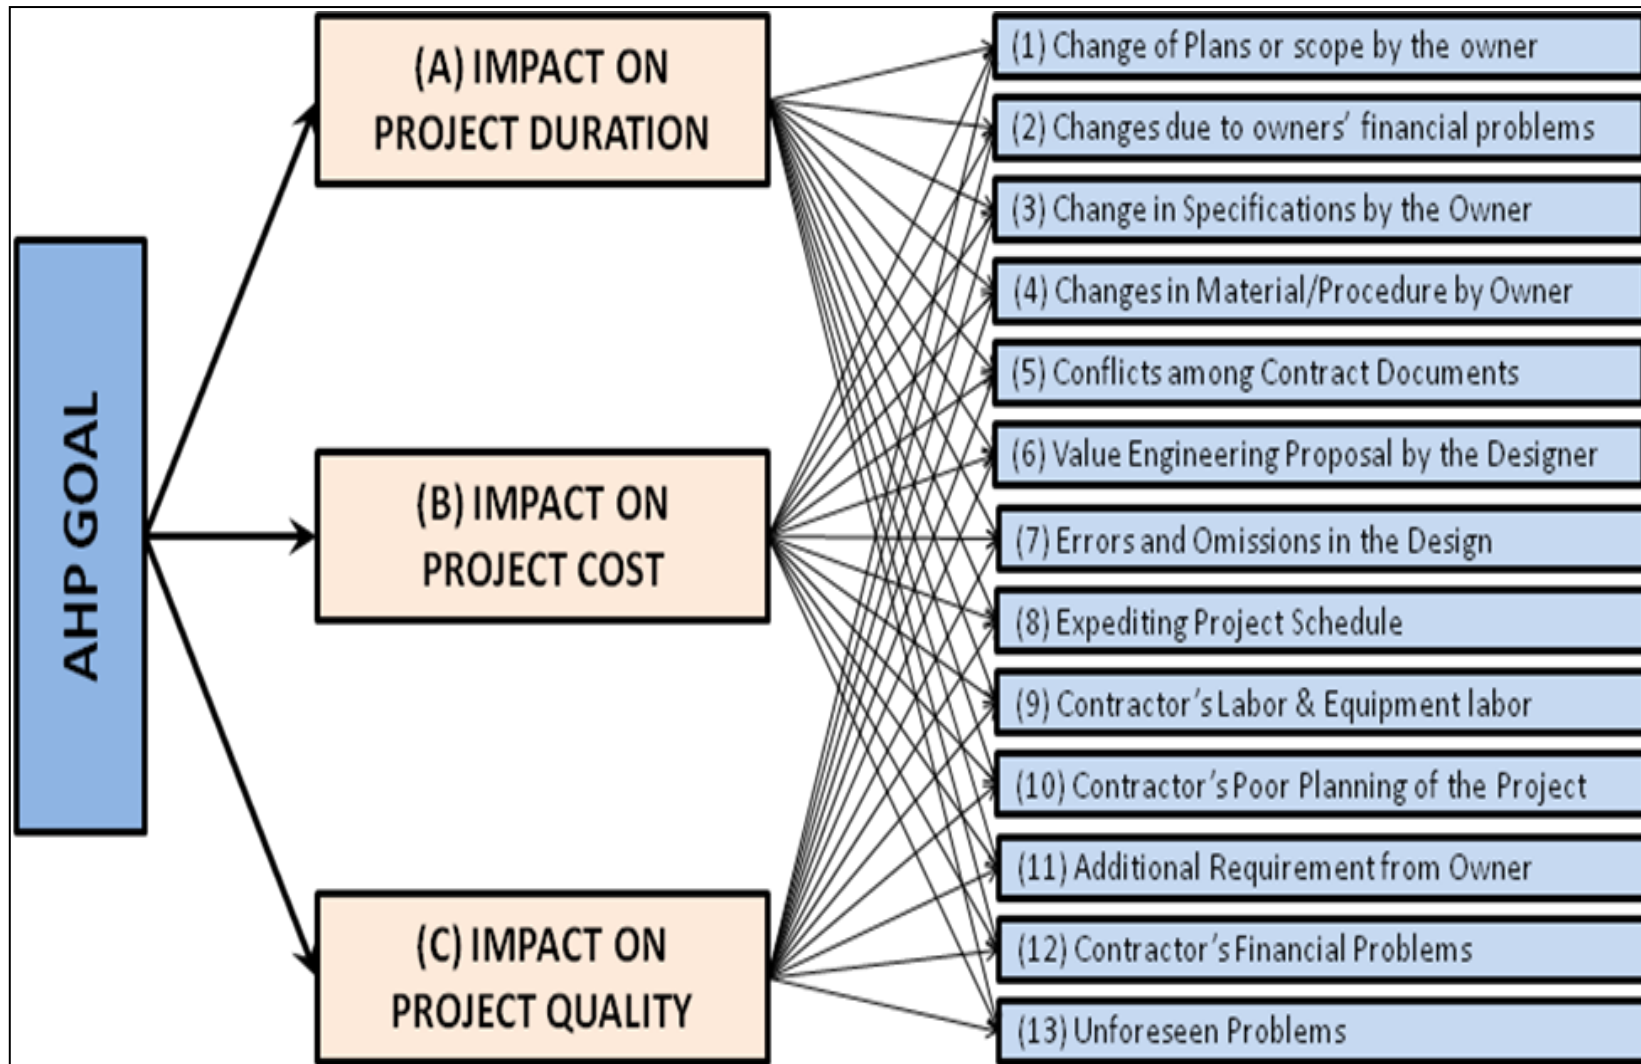 AHP GOAL
(A) IMPACT ON
PROJECT DURATION
(B) IMPACT ON
PROJECT COST
(C) IMPACT ON
PROJECT QUALITY
(1) Change of Plans or scope by the owner
(2) Changes due to owners’ financial problems
(3) Change in Specifications by the Owner
(4) Changes in Material/Procedure by Owner
(5) Conflicts among Contract Documents
(6) Value Engineering Proposal by the Designer
(7) Errors and Omissions in the Design
(8) Expediting Project Schedule
(9) Contractor’s Labor & Equipment labor
(10) Contractor’s Poor Planning of the Project
(11) Additional Requirement from Owner
(12) Contractor’s Financial Problems
(13) Unforeseen Problems